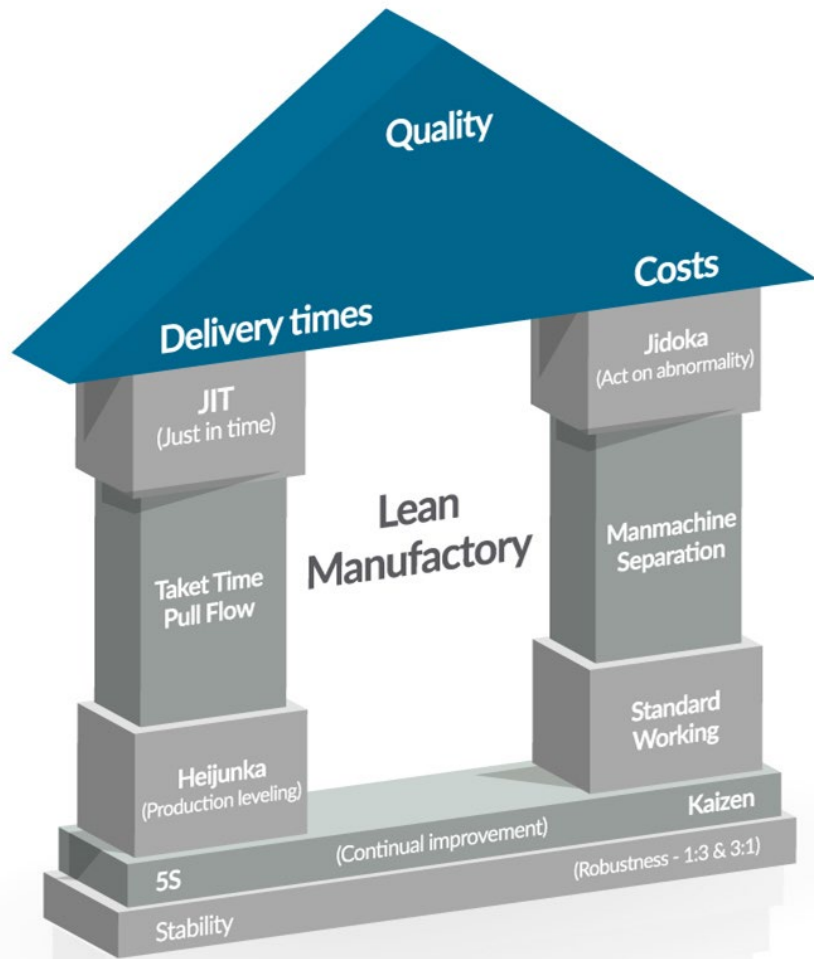 Quality
Costs
Delivery times
JIT
(Just in time)
Jidoka
(Act on abnormality)
Lean
Manufactory
Taket Time
Pull Flow
Manmachine
Separation
Heijunka
(Production leveling)
Standard
Working
5S
(Continual improvement)
Kaizen
Stability
(Robustness - 1:3 & 3:1)